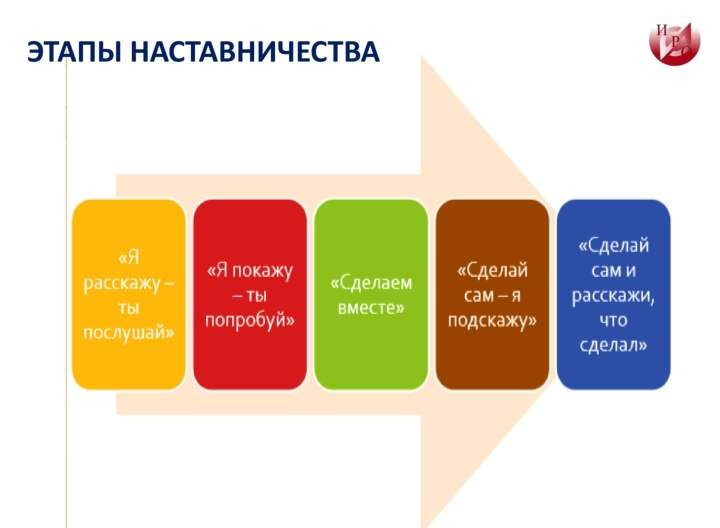 ЭТАПЫ НАСТАВНИЧЕСТВА
И
Р
О
«Я
расскажу –
ты
послушай»
«Я покажу
– ты
попробуй»
«Сделаем
вместе»
«Сделай
сам – я
подскажу»
«Сделай
сам и
расскажи,
что
сделал»